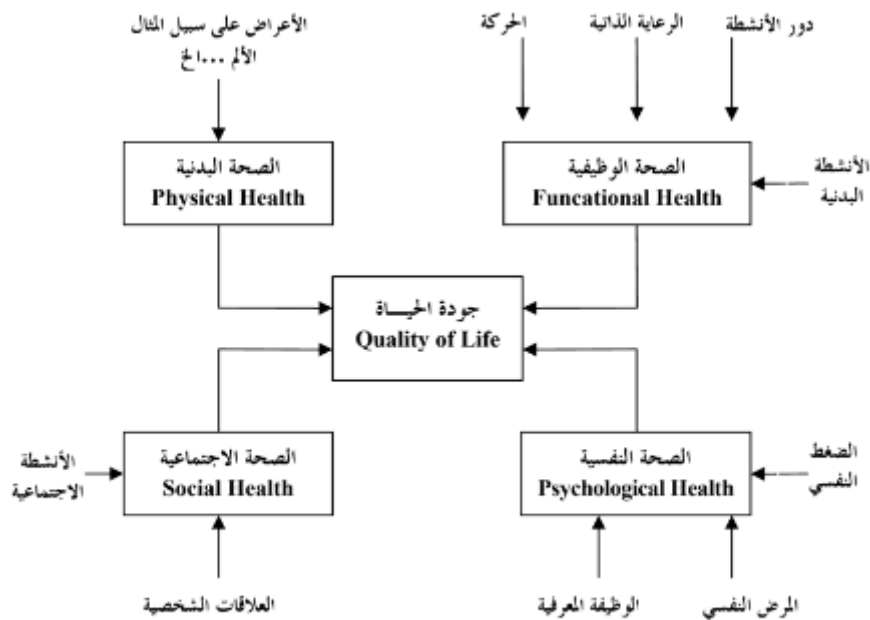 الأعراض على سبيل المثال
الألم ...الخ
الحركة
الرعاية الذاتية
دور الأنشطة
الصحة البدنية
Physical Health
الصحة الوظيفية
Funcational Health
الأنشطة
البدنية
جودة الحيـــاة
Quality of Life
الأنشطة
الاجتماعية
الصحة الاجتماعية
Social Health
الصحة النفسية
Psychological Health
الضغط
النفسي
العلاقات الشخصية
الوظيفة المعرفية
المرض النفسي